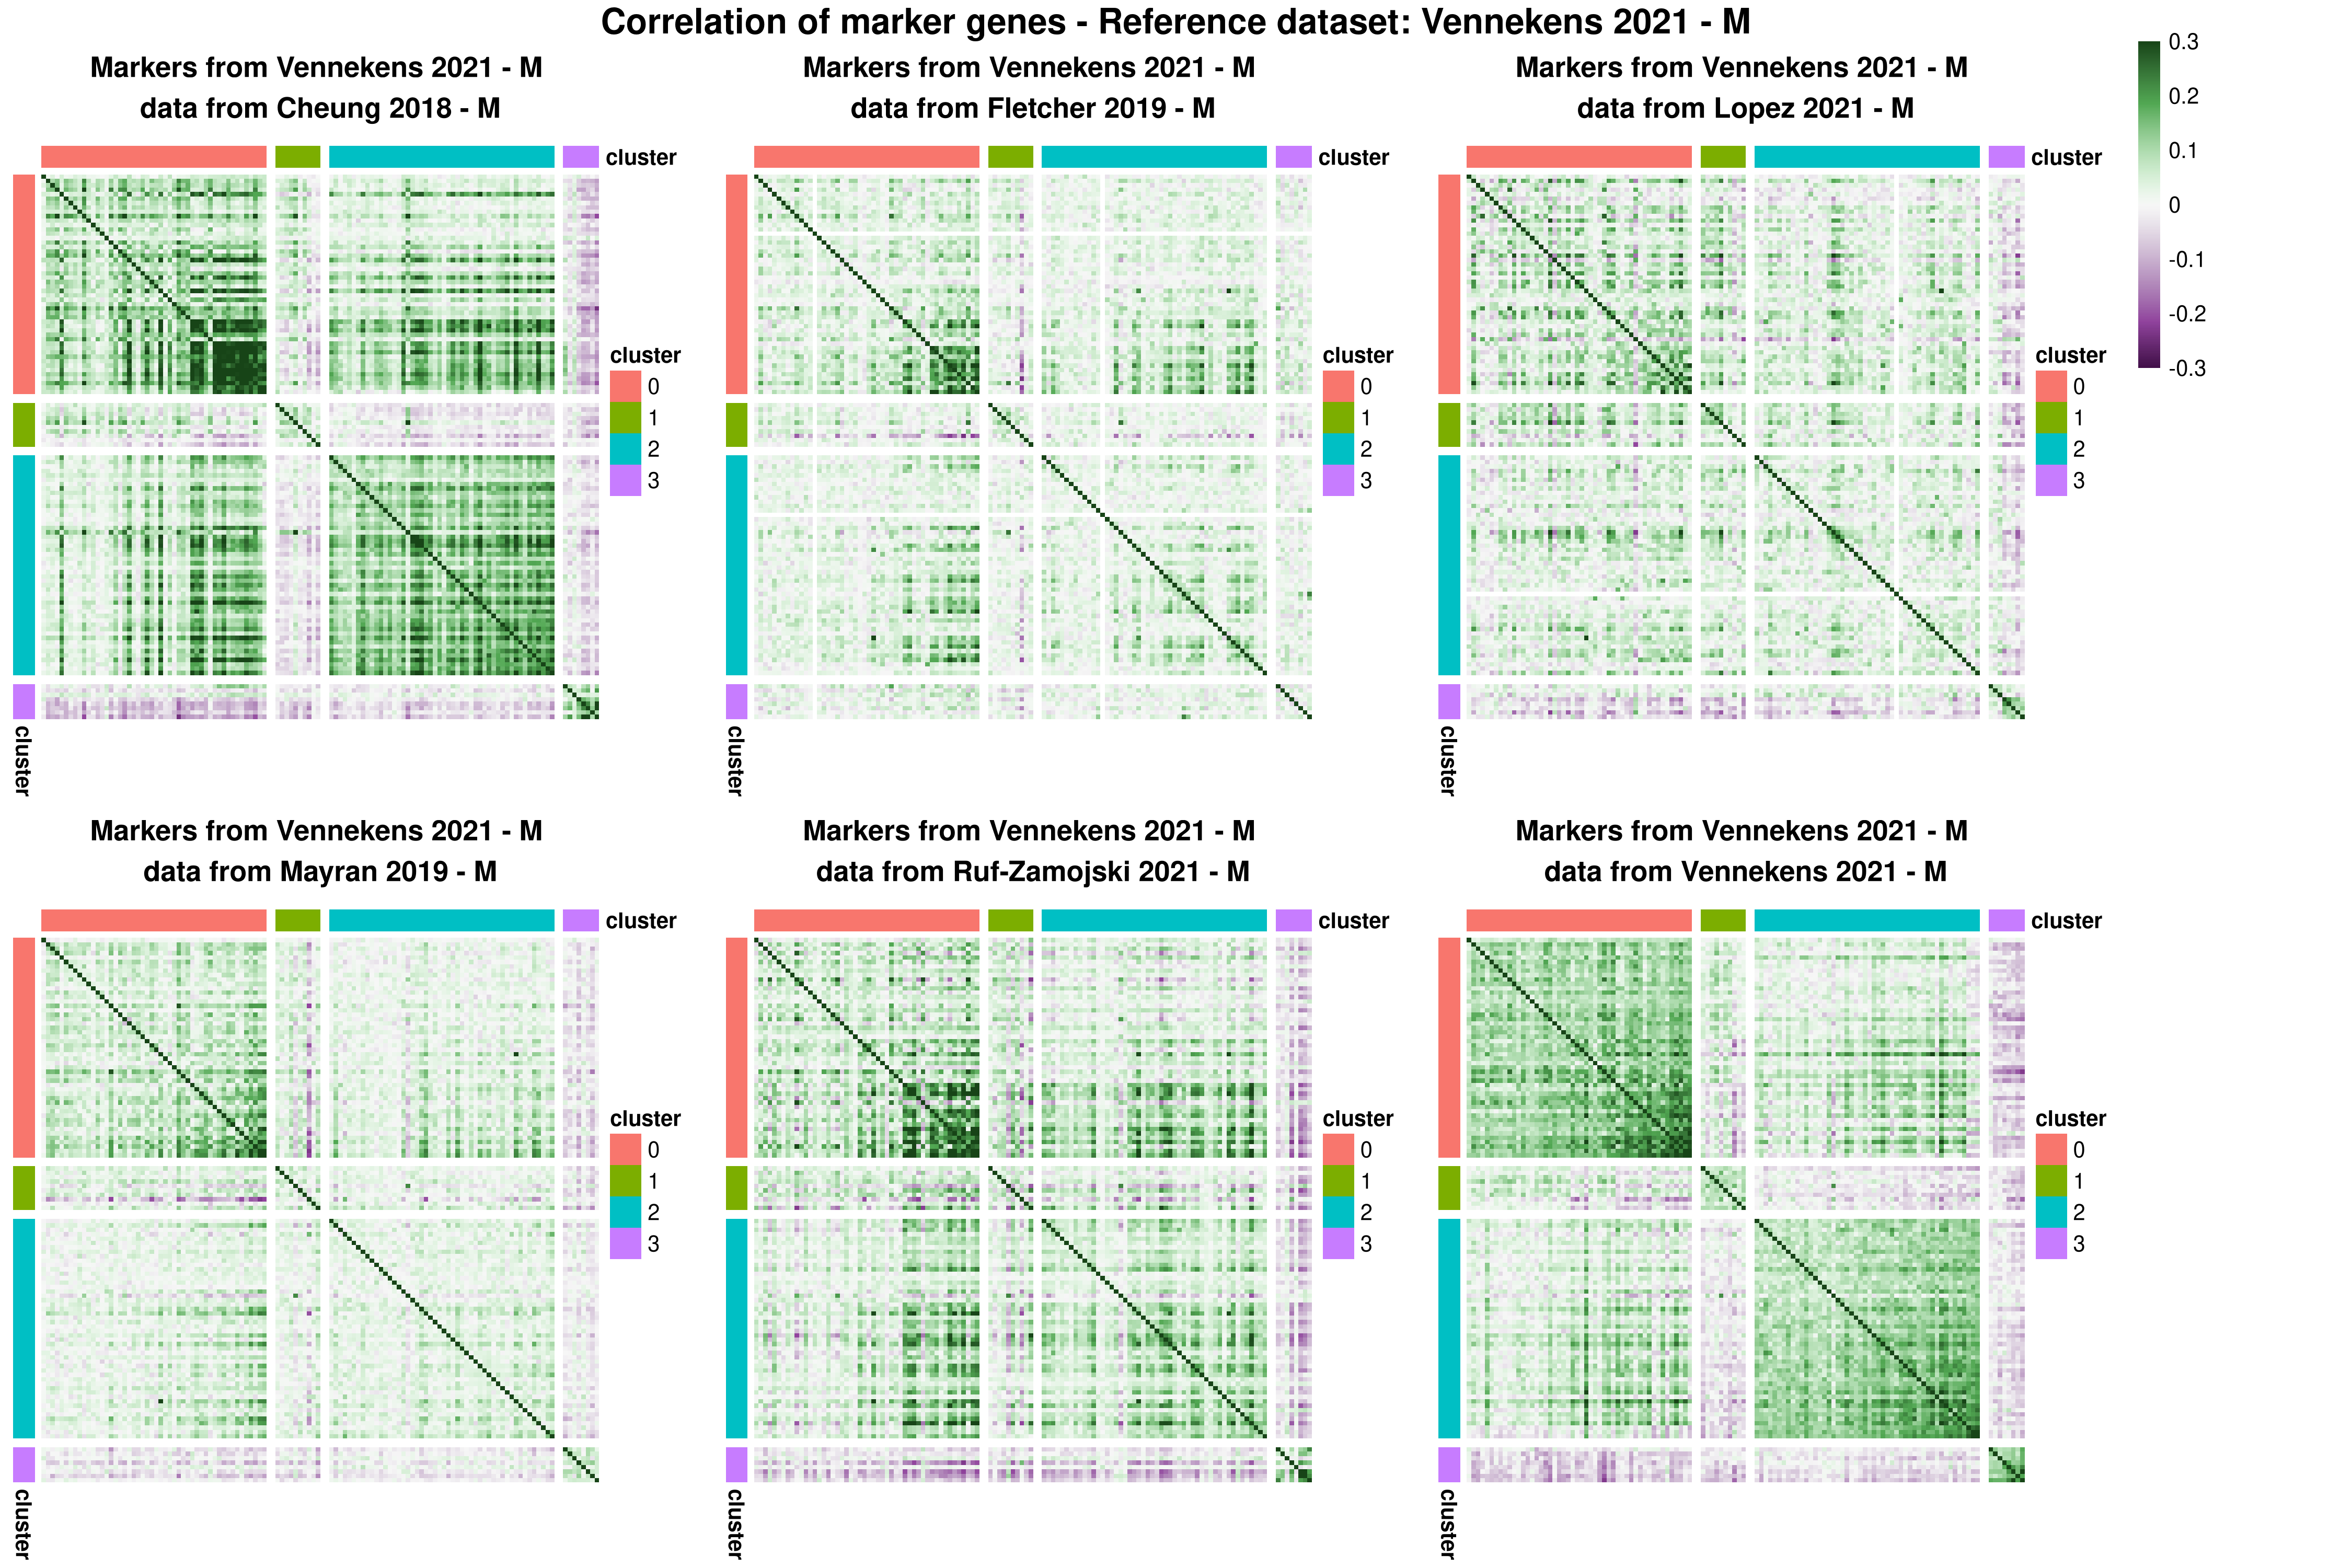 Correlation of marker genes - Reference dataset: Vennekens 2021 - M
Markers from Vennekens 2021 - M
data from Cheung 2018 - M
cluster
cluster
0
1
2
3
cluster
Markers from Vennekens 2021 - M
data from Fletcher 2019 - M
cluster
cluster
0
1
2
3
cluster
Markers from Vennekens 2021 - M
data from Lopez 2021 - M
cluster
cluster
0
1
2
3
cluster
0.3
0.2
0.1
0
-0.1
-0.2
-0.3
Markers from Vennekens 2021 - M
data from Mayran 2019 - M
cluster
cluster
0
1
2
3
cluster
Markers from Vennekens 2021 - M
data from Ruf-Zamojski 2021 - M
cluster
cluster
0
1
2
3
cluster
Markers from Vennekens 2021 - M
data from Vennekens 2021 - M
cluster
cluster
0
1
2
3
cluster